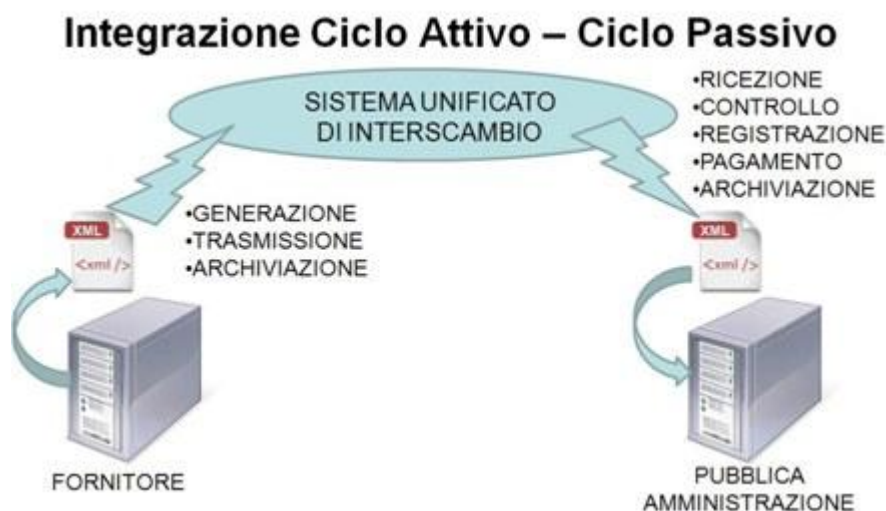 Integrazione Ciclo Attivo – Ciclo Passivo
SISTEMA UNIFICATO
DI INTERSCAMBIO
•RICEZIONE
•CONTROLLO
•REGISTRAZIONE
•PAGAMENTO
•ARCHIVIAZIONE
•GENERAZIONE
•TRASMISSIONE
•ARCHIVIAZIONE
XML
<xml />
XML
<xml />
FORNITORE
PUBBLICA
AMMINISTRAZIONE